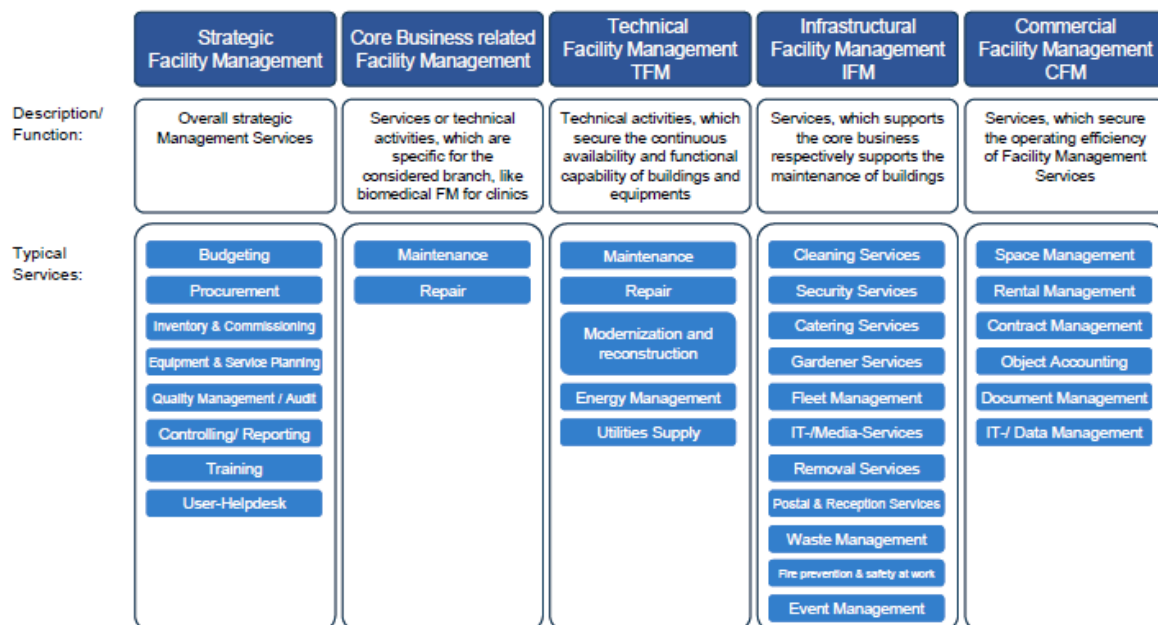 Strategic
Facility Management
Core Business related
Facility Management
Technical
Facility Management
TFM
Infrastructural
Facility Management
IFM
Commercial
Facility Management
CFM
Description/
Function:
Overall strategic
Management Services
Services or technical
activities, which are
specific for the
considered branch, like
biomedical FM for clinics
Technical activities, which
secure the continuous
availability and functional
capability of buildings and
equipments
Services, which supports
the core business
respectively supports the
maintenance of buildings
Services, which secure
the operating efficiency
of Facility Management
Services
Typical
Services:
Budgeting
Procurement
Inventory & Commissioning
Equipment & Service Planning
Quality Management / Audit
Controlling/ Reporting
Training
User-Helpdesk
Maintenance
Repair
Maintenance
Repair
Modernization and
reconstruction
Energy Management
Utilities Supply
Cleaning Services
Security Services
Catering Services
Gardener Services
Fleet Management
IT-/Media-Services
Removal Services
Postal & Reception Services
Waste Management
Fire prevention & safety at work
Event Management
Space Management
Rental Management
Contract Management
Object Accounting
Document Management
IT-/ Data Management